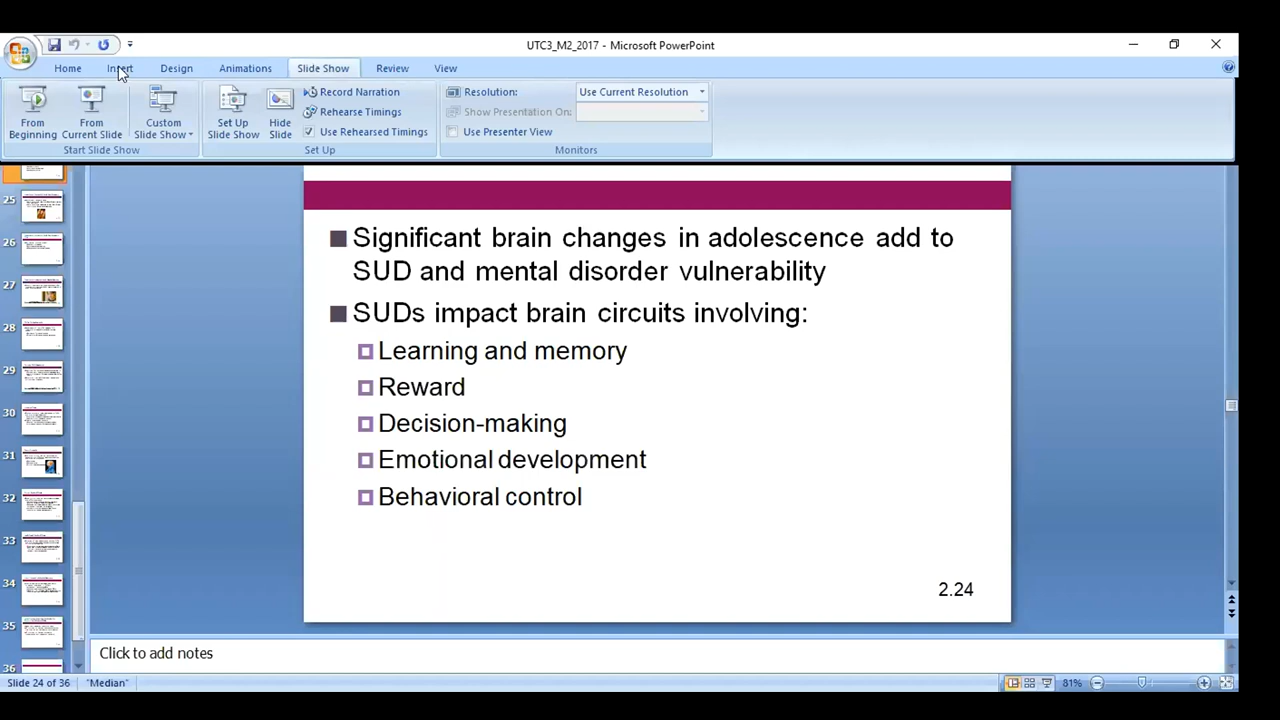 UTC3_M2_2017 - Microsoft PowerPoint
Home Insert Design Animations Slide Show Review View
From Beginning
From Current Slide
Custom Slide Show
Start Slide Show
Set Up Slide Show
Hide Slide
Record Narration
Rehearse Timings
Use Rehearsed Timings
Set Up
Resolution: Use Current Resolution
Show Presentation On:
Use Presenter View
Monitors
25
26
27
28
29
30
31
32
33
34
35
36
Significant brain changes in adolescence add to
SUD and mental disorder vulnerability
SUDs impact brain circuits involving:
Learning and memory
Reward
Decision-making
Emotional development
Behavioral control
2.24
Click to add notes
Slide 24 of 36 "Median" 81%